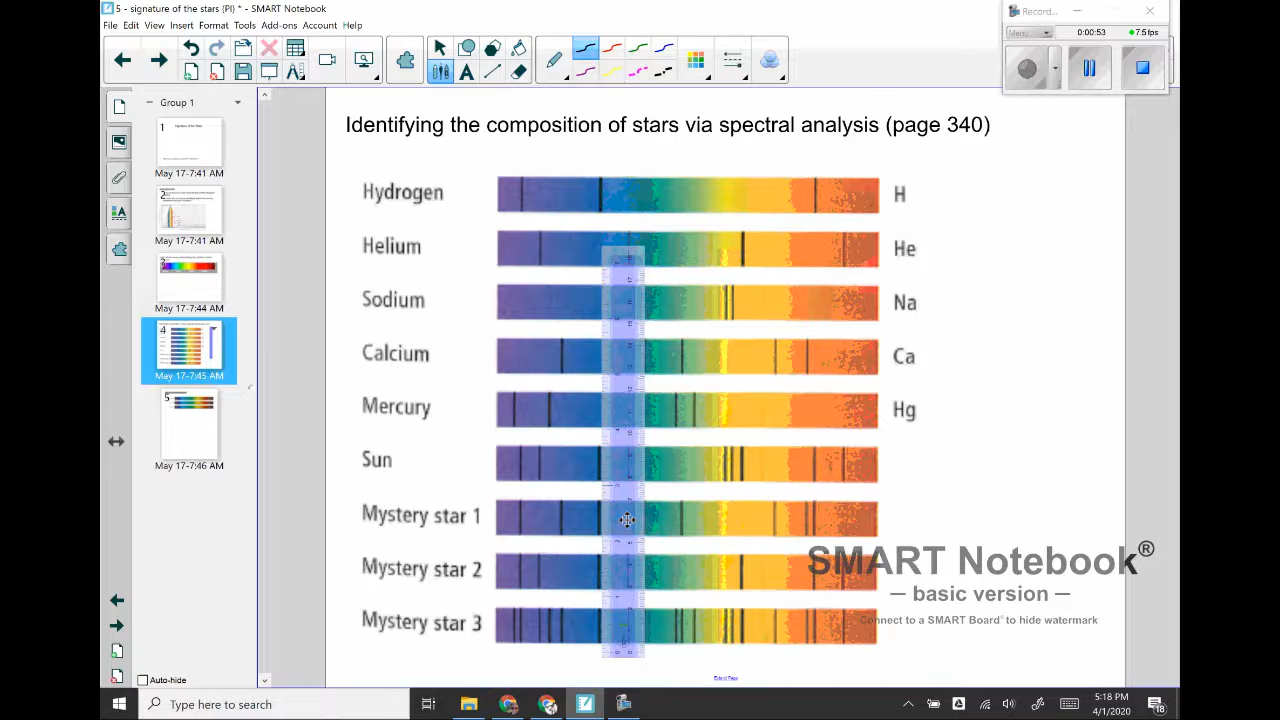 5 - signature of the stars (PI) * - SMART Notebook
Record...
File Edit View Insert Format Tools Add-ons Account Help
Menu
0:00:53
7.5 fps
Group 1
1
May 17-7:41 AM
2
May 17-7:41 AM
3
May 17-7:44 AM
4
May 17-7:45 AM
5
May 17-7:46 AM
Auto-hide
Identifying the composition of stars via spectral analysis (page 340)
Hydrogen H
Helium He
Sodium Na
Calcium Ca
Mercury Hg
Sun
Mystery star 1
Mystery star 2
Mystery star 3
SMART Notebook®
— basic version —
Connect to a SMART Board® to hide watermark
Extend Page
Type here to search
5:18 PM
4/1/2020
18